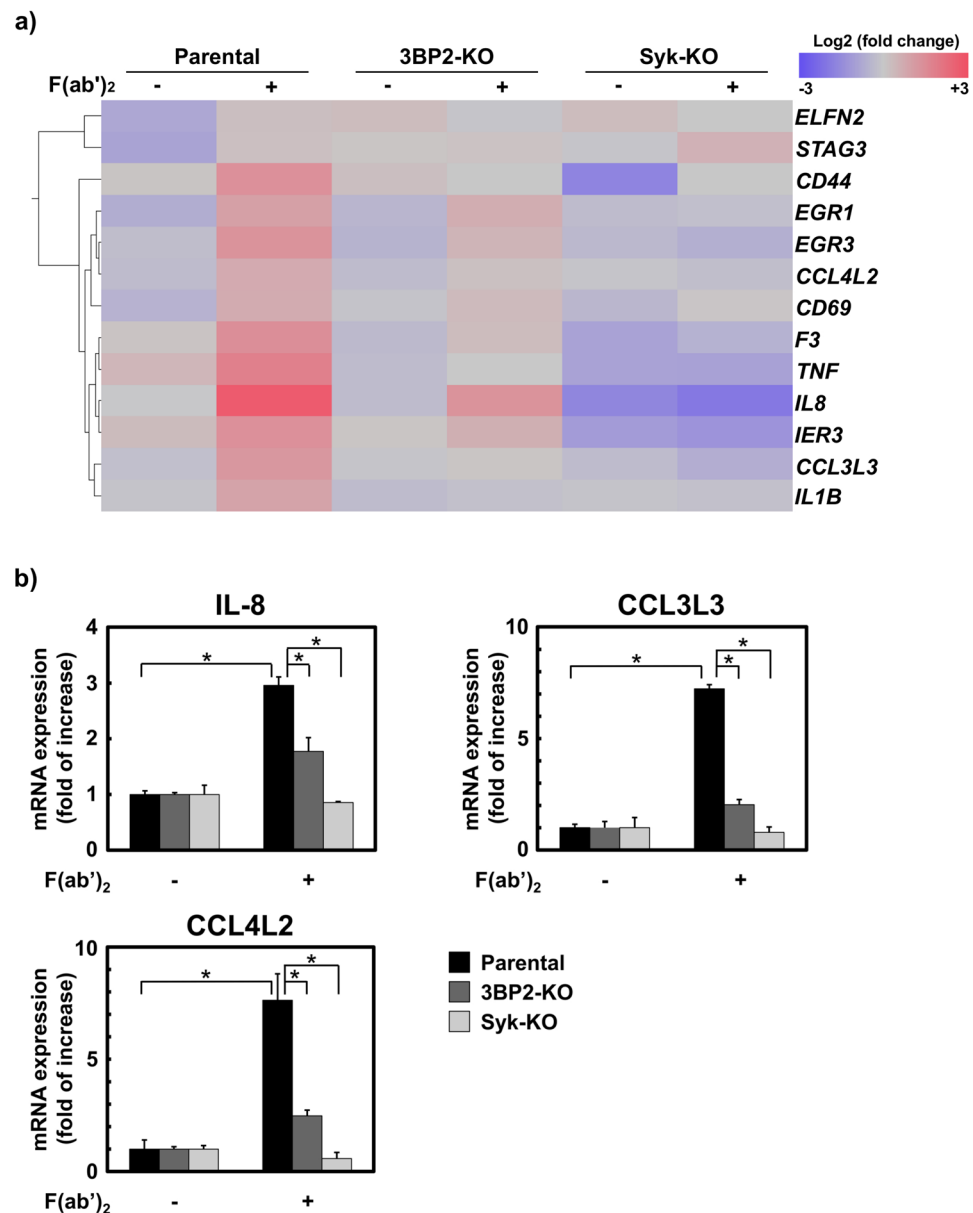 a)
Log2 (fold change)
-3 +3
Parental 3BP2-KO Syk-KO
F(ab')2 - + - + - +
ELFN2
STAG3
CD44
EGR1
EGR3
CCL4L2
CD69
F3
TNF
IL8
IER3
CCL3L3
IL1B
b)
IL-8
mRNA expression
(fold of increase)
4
3
2
1
0
* * *
F(ab’)2 - +
CCL3L3
mRNA expression
(fold of increase)
10
5
0
* * *
F(ab’)2 - +
CCL4L2
mRNA expression
(fold of increase)
10
5
0
* * *
F(ab’)2 - +
Parental
3BP2-KO
Syk-KO